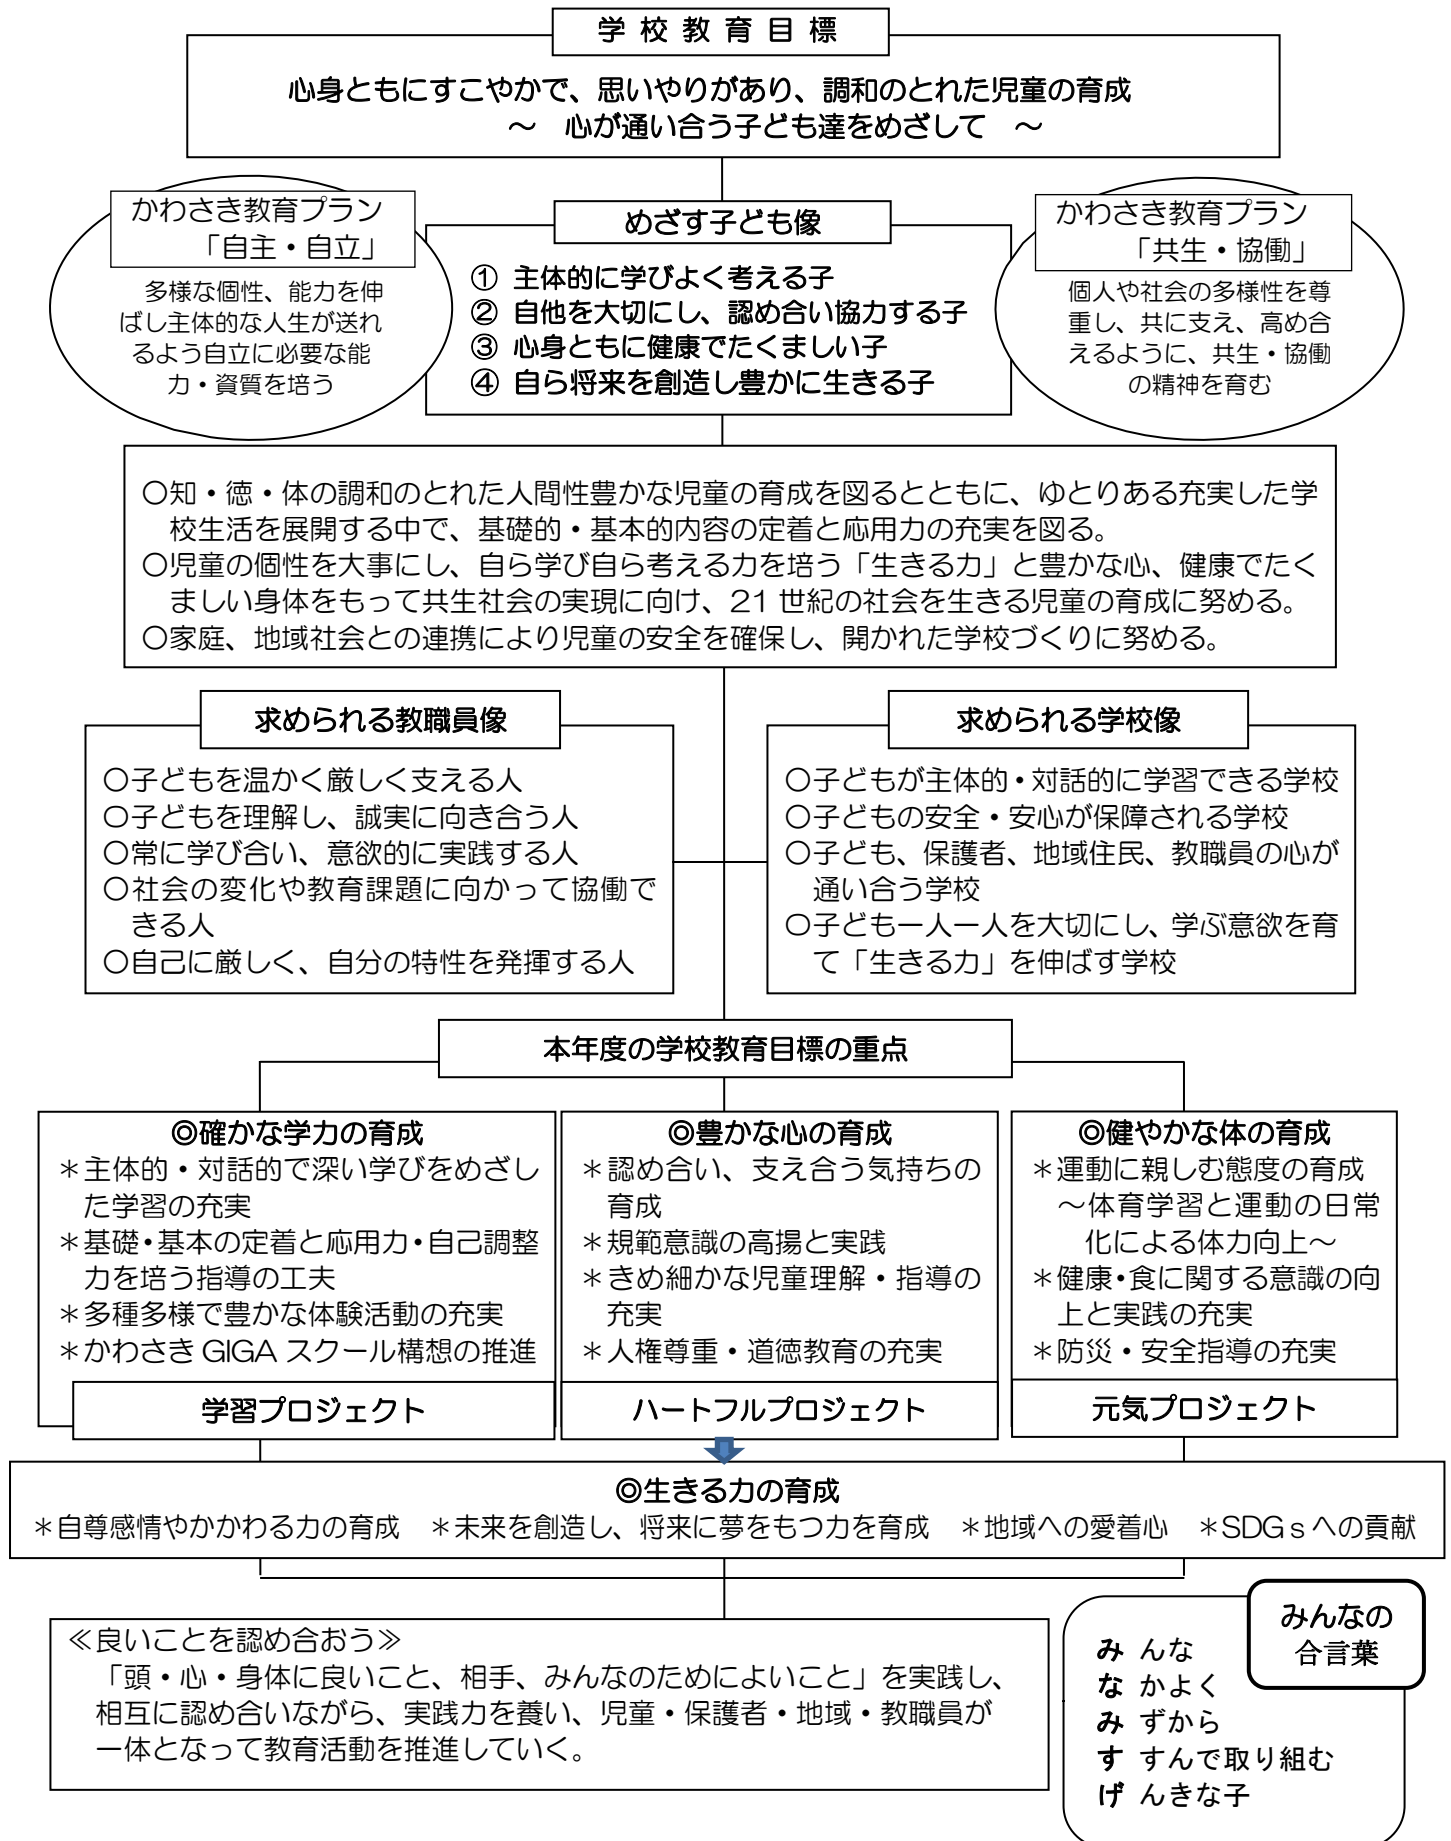 学校教育目標
心身ともにすこやかで、思いやりがあり、調和のとれた児童の育成
～　心が通い合う子ども達をめざして　～
かわさき教育プラン
「自主・自立」
多様な個性、能力を伸
ばし主体的な人生が送れ
るよう自立に必要な能
力・資質を培う
めざす子ども像
① 主体的に学びよく考える子
② 自他を大切にし、認め合い協力する子
③ 心身ともに健康でたくましい子
④ 自ら将来を創造し豊かに生きる子
かわさき教育プラン
「共生・協働」
個人や社会の多様性を尊
重し、共に支え、高め合
えるように、共生・協働
の精神を育む
〇知・徳・体の調和のとれた人間性豊かな児童の育成を図るとともに、ゆとりある充実した学
校生活を展開する中で、基礎的・基本的内容の定着と応用力の充実を図る。
〇児童の個性を大事にし、自ら学び自ら考える力を培う「生きる力」と豊かな心、健康でたく
ましい身体をもって共生社会の実現に向け、21 世紀の社会を生きる児童の育成に努める。
〇家庭、地域社会との連携により児童の安全を確保し、開かれた学校づくりに努める。
求められる教職員像
〇子どもを温かく厳しく支える人
〇子どもを理解し、誠実に向き合う人
〇常に学び合い、意欲的に実践する人
〇社会の変化や教育課題に向かって協働で
きる人
〇自己に厳しく、自分の特性を発揮する人
求められる学校像
〇子どもが主体的・対話的に学習できる学校
〇子どもの安全・安心が保障される学校
〇子ども、保護者、地域住民、教職員の心が
通い合う学校
〇子ども一人一人を大切にし、学ぶ意欲を育
て「生きる力」を伸ばす学校
本年度の学校教育目標の重点
◎確かな学力の育成
＊主体的・対話的で深い学びをめざし
た学習の充実
＊基礎・基本の定着と応用力・自己調整
力を培う指導の工夫
＊多種多様で豊かな体験活動の充実
＊かわさき GIGA スクール構想の推進
学習プロジェクト
◎豊かな心の育成
＊認め合い、支え合う気持ちの
育成
＊規範意識の高揚と実践
＊きめ細かな児童理解・指導の
充実
＊人権尊重・道徳教育の充実
ハートフルプロジェクト
◎健やかな体の育成
＊運動に親しむ態度の育成
～体育学習と運動の日常
化による体力向上～
＊健康・食に関する意識の向
上と実践の充実
＊防災・安全指導の充実
元気プロジェクト
◎生きる力の育成
＊自尊感情やかかわる力の育成　＊未来を創造し、将来に夢をもつ力を育成　＊地域への愛着心　＊SDGｓへの貢献
≪良いことを認め合おう≫
「頭・心・身体に良いこと、相手、みんなのためによいこと」を実践し、
相互に認め合いながら、実践力を養い、児童・保護者・地域・教職員が
一体となって教育活動を推進していく。
みんなの
合言葉
み んな
な かよく
み ずから
す すんで取り組む
げ んきな子